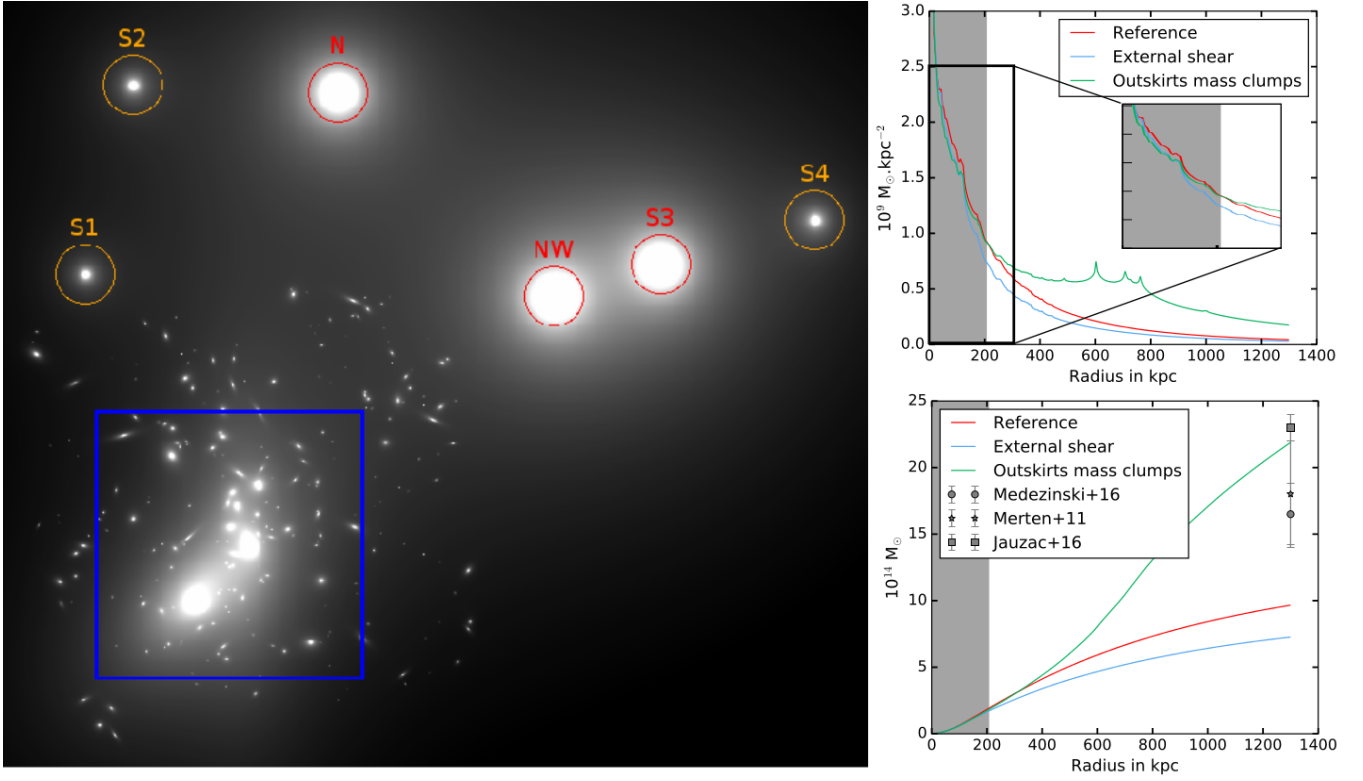 S2
N
S4
S1
S3
NW
3.0
2.5
2.0
1.5
1.0
0.5
0.0
10⁹ M☉.kpc⁻²
Reference
External shear
Outskirts mass clumps
0 200 400 600 800 1000 1200 1400
Radius in kpc
25
20
15
10
5
0
10¹⁴ M☉
Reference
External shear
Outskirts mass clumps
Medezinski+16
Merten+11
Jauzac+16
0 200 400 600 800 1000 1200 1400
Radius in kpc